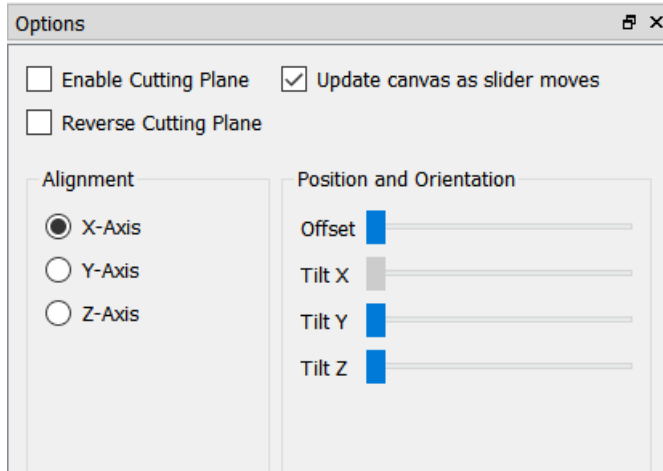 Options
Enable Cutting Plane
Update canvas as slider moves
Reverse Cutting Plane
Alignment
X-Axis
Y-Axis
Z-Axis
Position and Orientation
Offset
Tilt X
Tilt Y
Tilt Z